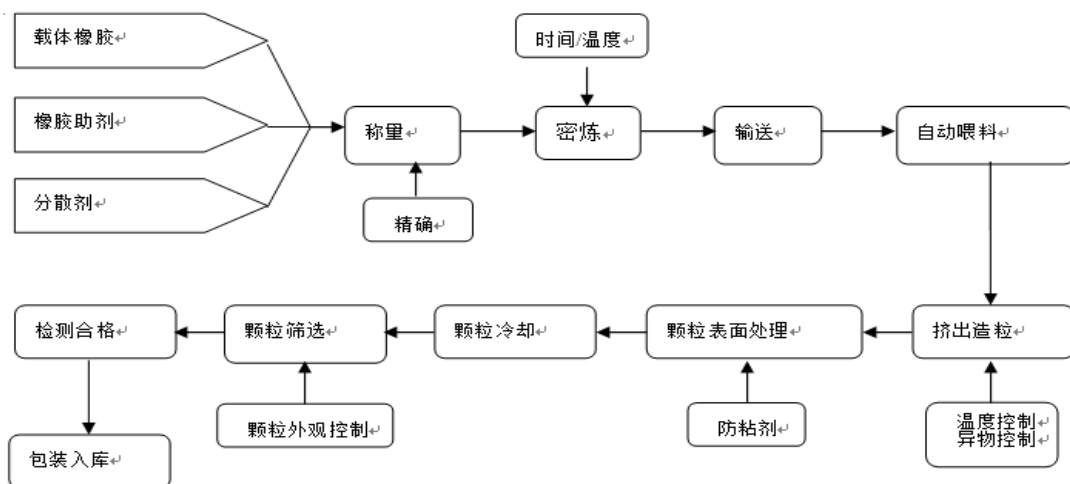 载体橡胶
时间/温度
橡胶助剂
称量
密炼
输送
自动喂料
分散剂
精确
检测合格
颗粒筛选
颗粒冷却
颗粒表面处理
挤出造粒
颗粒外观控制
防粘剂
温度控制
异物控制
包装入库